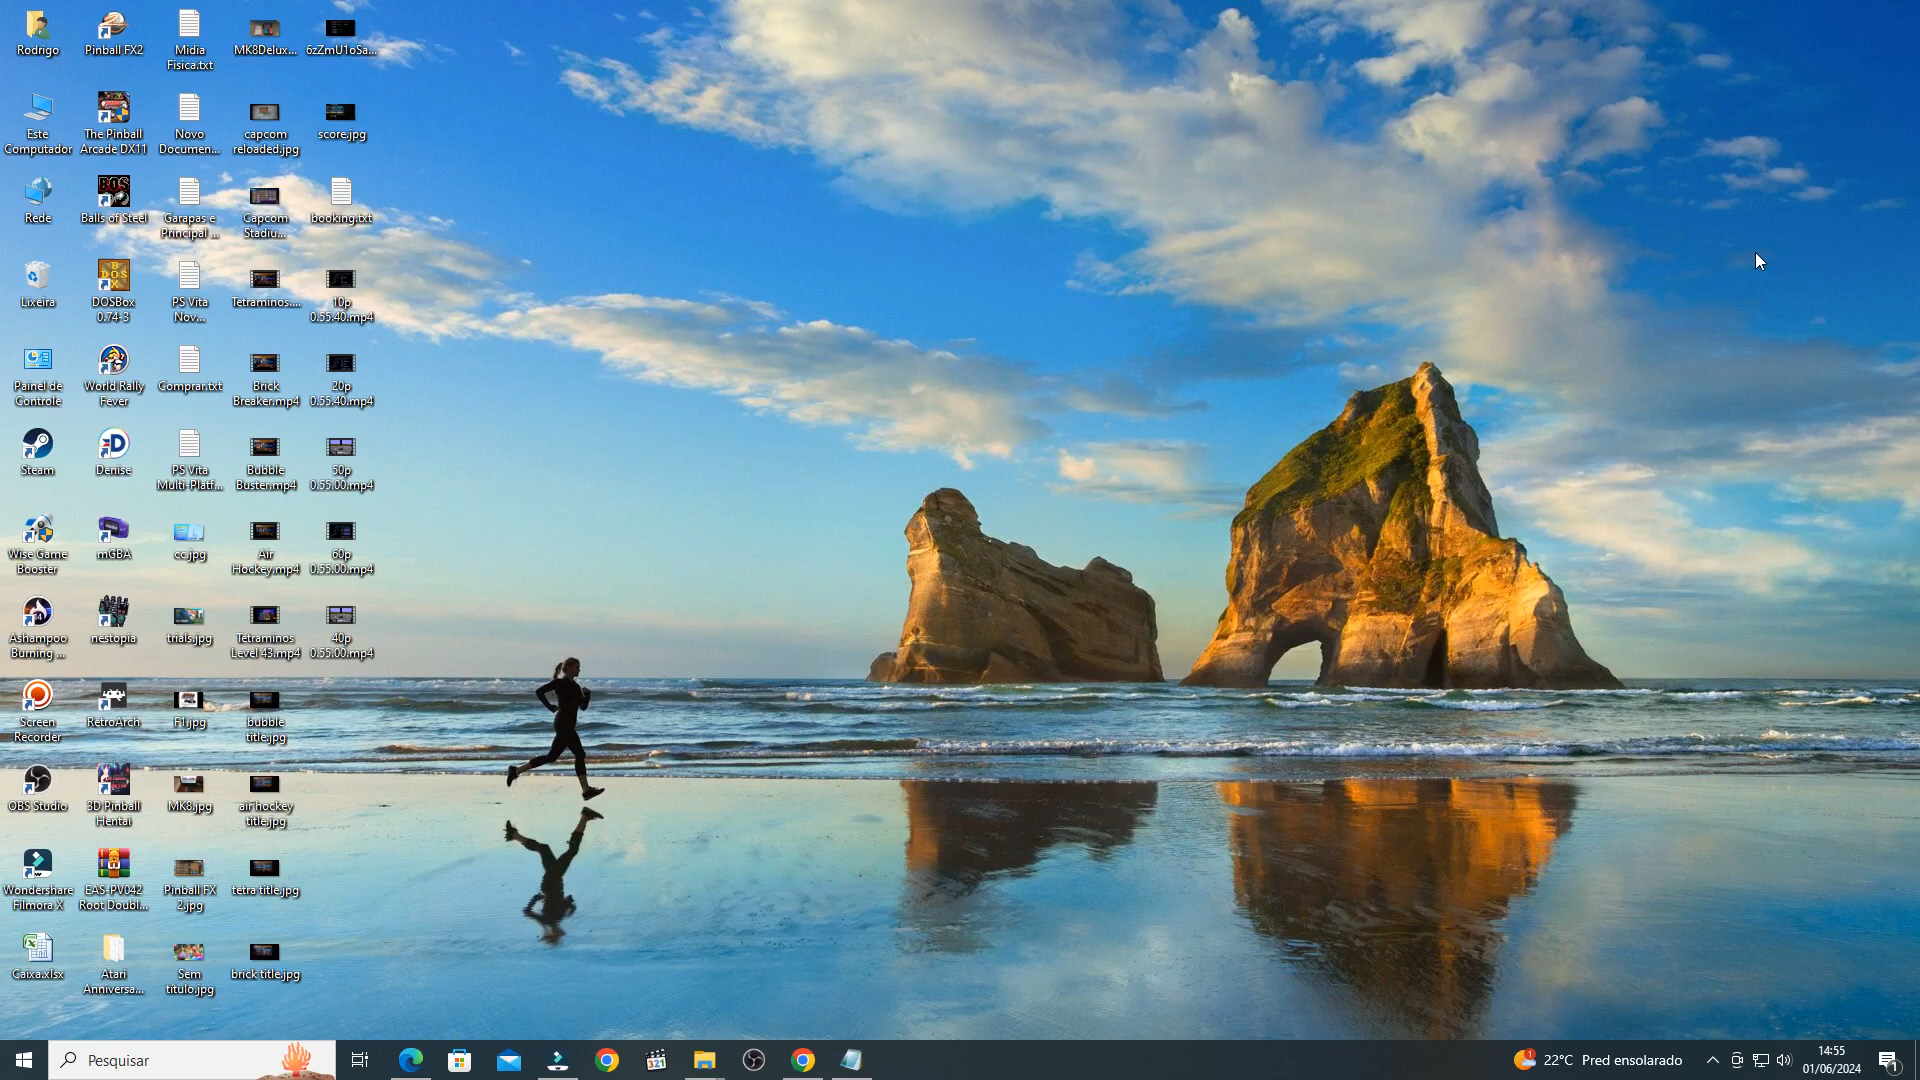 Rodrigo
Pinball FX2
Mídia
Física.txt
MK8Delux...
6zZmU1oSa...
Este
Computador
The Pinball
Arcade DX11
Novo
Documen...
capcom
reloaded.jpg
score.jpg
Rede
Balls of Steel
Garapas e
Principal ...
Capcom
Stadiu...
booking.txt
Lixeira
DOSBox
0.74-3
PS Vita
Nov...
Tetraminos....
10p
0.55.40.mp4
Painel de
Controle
World Rally
Fever
Comprar.txt
Brick
Breaker.mp4
20p
0.55.40.mp4
Steam
Denise
PS Vita
Multi-Platf...
Bubble
Buster.mp4
50p
0.55.00.mp4
Wise Game
Booster
mGBA
cc.jpg
Air
Hockey.mp4
60p
0.55.00.mp4
Ashampoo
Burning ...
nestopia
trials.jpg
Tetraminos
Level 43.mp4
40p
0.55.00.mp4
Screen
Recorder
RetroArch
F1.jpg
bubble
title.jpg
OBS Studio
3D Pinball
Hentai
MK8.jpg
air hockey
title.jpg
Wondershare
Filmora X
EAS-PV042
Root Doubl...
Pinball FX
2.jpg
tetra title.jpg
Caixa.xlsx
Atari
Anniversa...
Sem
título.jpg
brick title.jpg
Pesquisar
321
1
22°C Pred ensolarado
14:55
01/06/2024
1